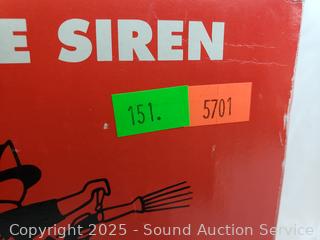 E SIREN
151.
5701
Copyright 2025 - Sound Auction Service